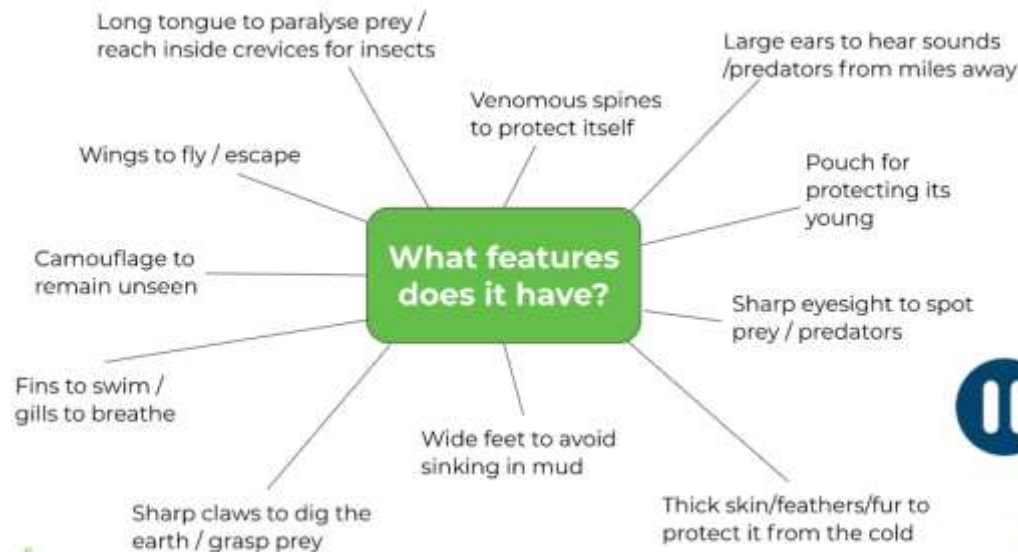 Long tongue to paralyse prey /
reach inside crevices for insects
Large ears to hear sounds
/predators from miles away
Venomous spines
to protect itself
Wings to fly / escape
Pouch for
protecting its
young
What features
does it have?
Camouflage to
remain unseen
Sharp eyesight to spot
prey / predators
Fins to swim /
gills to breathe
Wide feet to avoid
sinking in mud
Sharp claws to dig the
earth / grasp prey
Thick skin/feathers/fur to
protect it from the cold